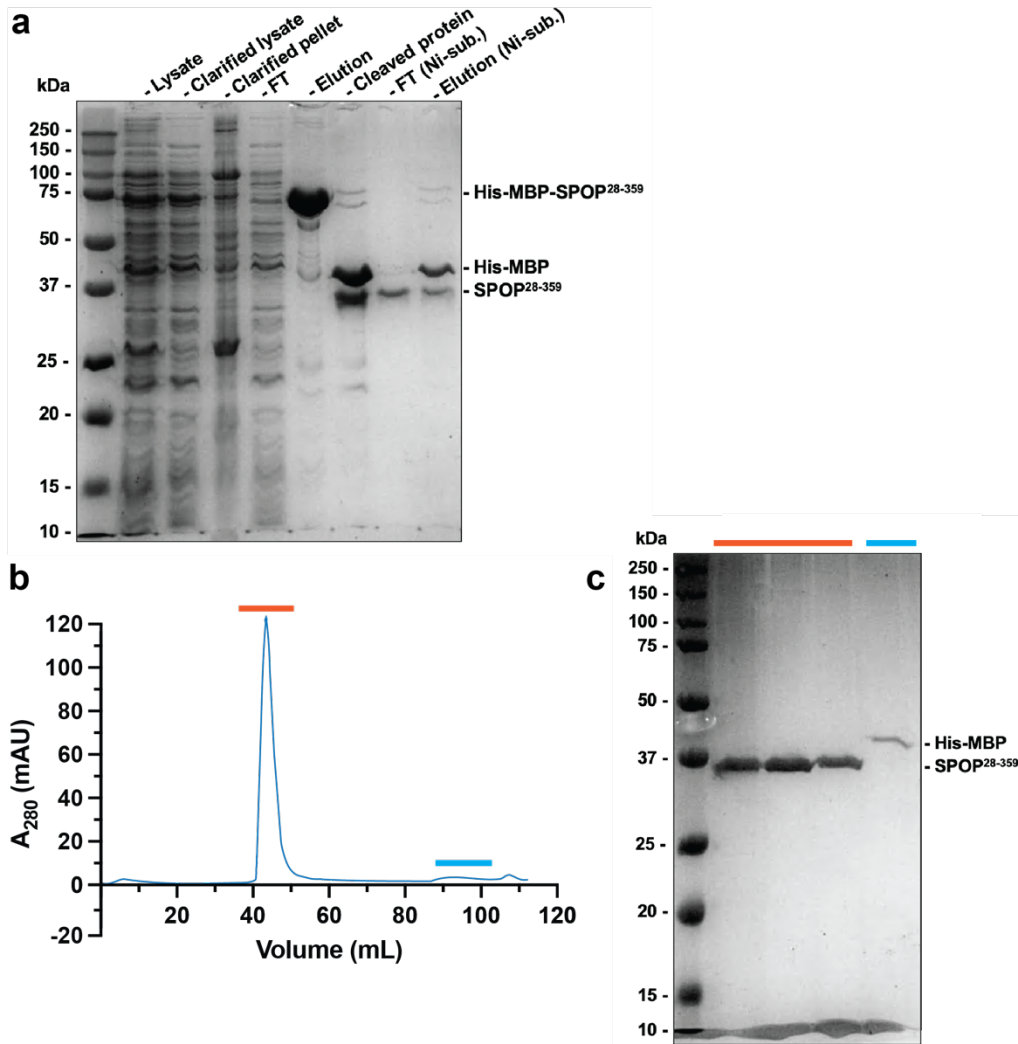 a
kDa
- Lysate
- Clarified lysate
- Clarified pellet
- FT
- Elution
- Cleaved protein
- FT (Ni-sub.)
- Elution (Ni-sub.)
250 -
150 -
100 -
75 -
50 -
37 -
25 -
20 -
15 -
10 -
- His-MBP-SPOP²⁸⁻³⁵⁹
- His-MBP
- SPOP²⁸⁻³⁵⁹
b
A₂₈₀ (mAU)
120
100
80
60
40
20
0
-20
20 40 60 80 100 120
Volume (mL)
c
kDa
250 -
150 -
100 -
75 -
50 -
37 -
25 -
20 -
15 -
10 -
- His-MBP
- SPOP²⁸⁻³⁵⁹